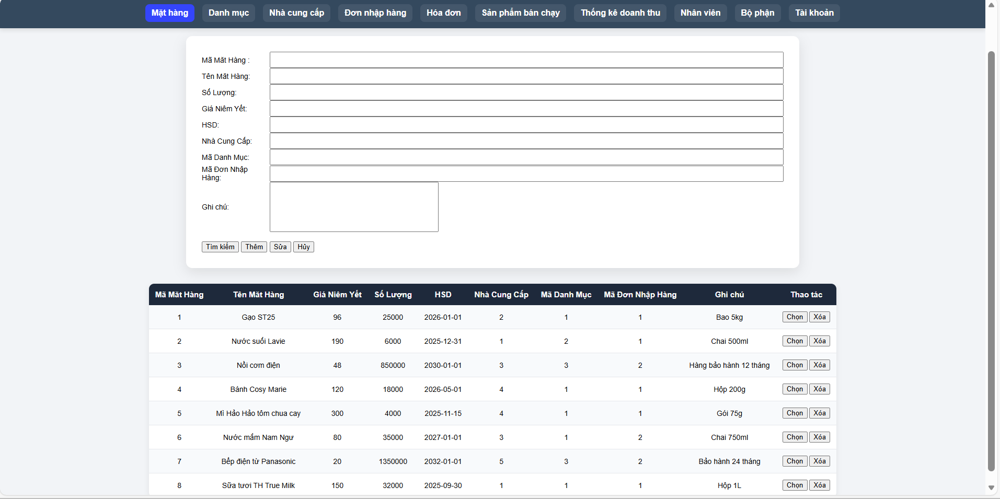 Mặt hàng Danh mục Nhà cung cấp Đơn nhập hàng Hóa đơn Sản phẩm bán chạy Thống kê doanh thu Nhân viên Bộ phận Tài khoản
Mã Măt Hàng :
Tên Măt Hàng:
Số Lượng:
Giá Niêm Yết:
HSD:
Nhà Cung Cấp:
Mã Danh Mục:
Mã Đơn Nhập
Hàng:
Ghi chú:
Tìm kiếm Thêm Sửa Hủy
Mã Măt Hàng Tên Măt Hàng Giá Niêm Yết Số Lượng HSD Nhà Cung Cấp Mã Danh Mục Mã Đơn Nhập Hàng Ghi chú Thao tác
1 Gạo ST25 96 25000 2026-01-01 2 1 1 Bao 5kg Chọn Xóa
2 Nước suối Lavie 190 6000 2025-12-31 1 2 1 Chai 500ml Chọn Xóa
3 Nồi cơm điện 48 850000 2030-01-01 3 3 2 Hàng bảo hành 12 tháng Chọn Xóa
4 Bánh Cosy Marie 120 18000 2026-05-01 4 1 1 Hộp 200g Chọn Xóa
5 Mì Hảo Hảo tôm chua cay 300 4000 2025-11-15 4 1 1 Gói 75g Chọn Xóa
6 Nước mắm Nam Ngư 80 35000 2027-01-01 3 1 2 Chai 750ml Chọn Xóa
7 Bếp điện từ Panasonic 20 1350000 2032-01-01 5 3 2 Bảo hành 24 tháng Chọn Xóa
8 Sữa tươi TH True Milk 150 32000 2025-09-30 1 1 1 Hộp 1L Chọn Xóa